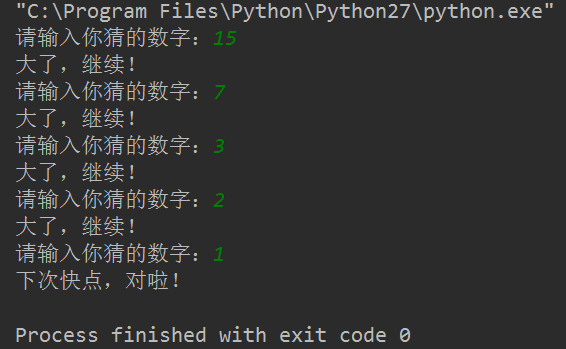 "C:\Program Files\Python\Python27\python.exe"
请输入你猜的数字：15
大了，继续！
请输入你猜的数字：7
大了，继续！
请输入你猜的数字：3
大了，继续！
请输入你猜的数字：2
大了，继续！
请输入你猜的数字：1
下次快点，对啦！
Process finished with exit code 0